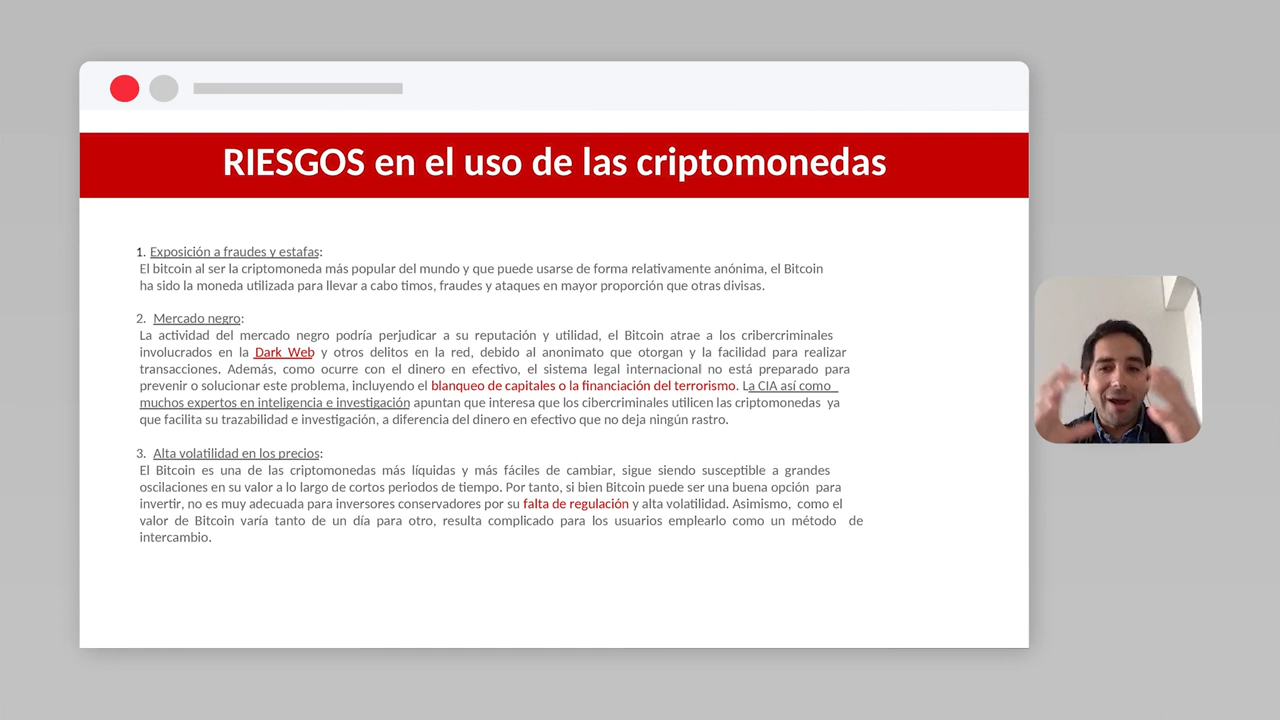 RIESGOS en el uso de las criptomonedas
1. Exposición a fraudes y estafas:
El bitcoin al ser la criptomoneda más popular del mundo y que puede usarse de forma relativamente anónima, el Bitcoin
ha sido la moneda utilizada para llevar a cabo timos, fraudes y ataques en mayor proporción que otras divisas.
2. Mercado negro:
La actividad del mercado negro podría perjudicar a su reputación y utilidad, el Bitcoin atrae a los cribercriminales
involucrados en la Dark Web y otros delitos en la red, debido al anonimato que otorgan y la facilidad para realizar
transacciones. Además, como ocurre con el dinero en efectivo, el sistema legal internacional no está preparado para
prevenir o solucionar este problema, incluyendo el blanqueo de capitales o la financiación del terrorismo. La CIA así como
muchos expertos en inteligencia e investigación apuntan que interesa que los cibercriminales utilicen las criptomonedas ya
que facilita su trazabilidad e investigación, a diferencia del dinero en efectivo que no deja ningún rastro.
3. Alta volatilidad en los precios:
El Bitcoin es una de las criptomonedas más líquidas y más fáciles de cambiar, sigue siendo susceptible a grandes
oscilaciones en su valor a lo largo de cortos periodos de tiempo. Por tanto, si bien Bitcoin puede ser una buena opción para
invertir, no es muy adecuada para inversores conservadores por su falta de regulación y alta volatilidad. Asimismo, como el
valor de Bitcoin varía tanto de un día para otro, resulta complicado para los usuarios emplearlo como un método de
intercambio.